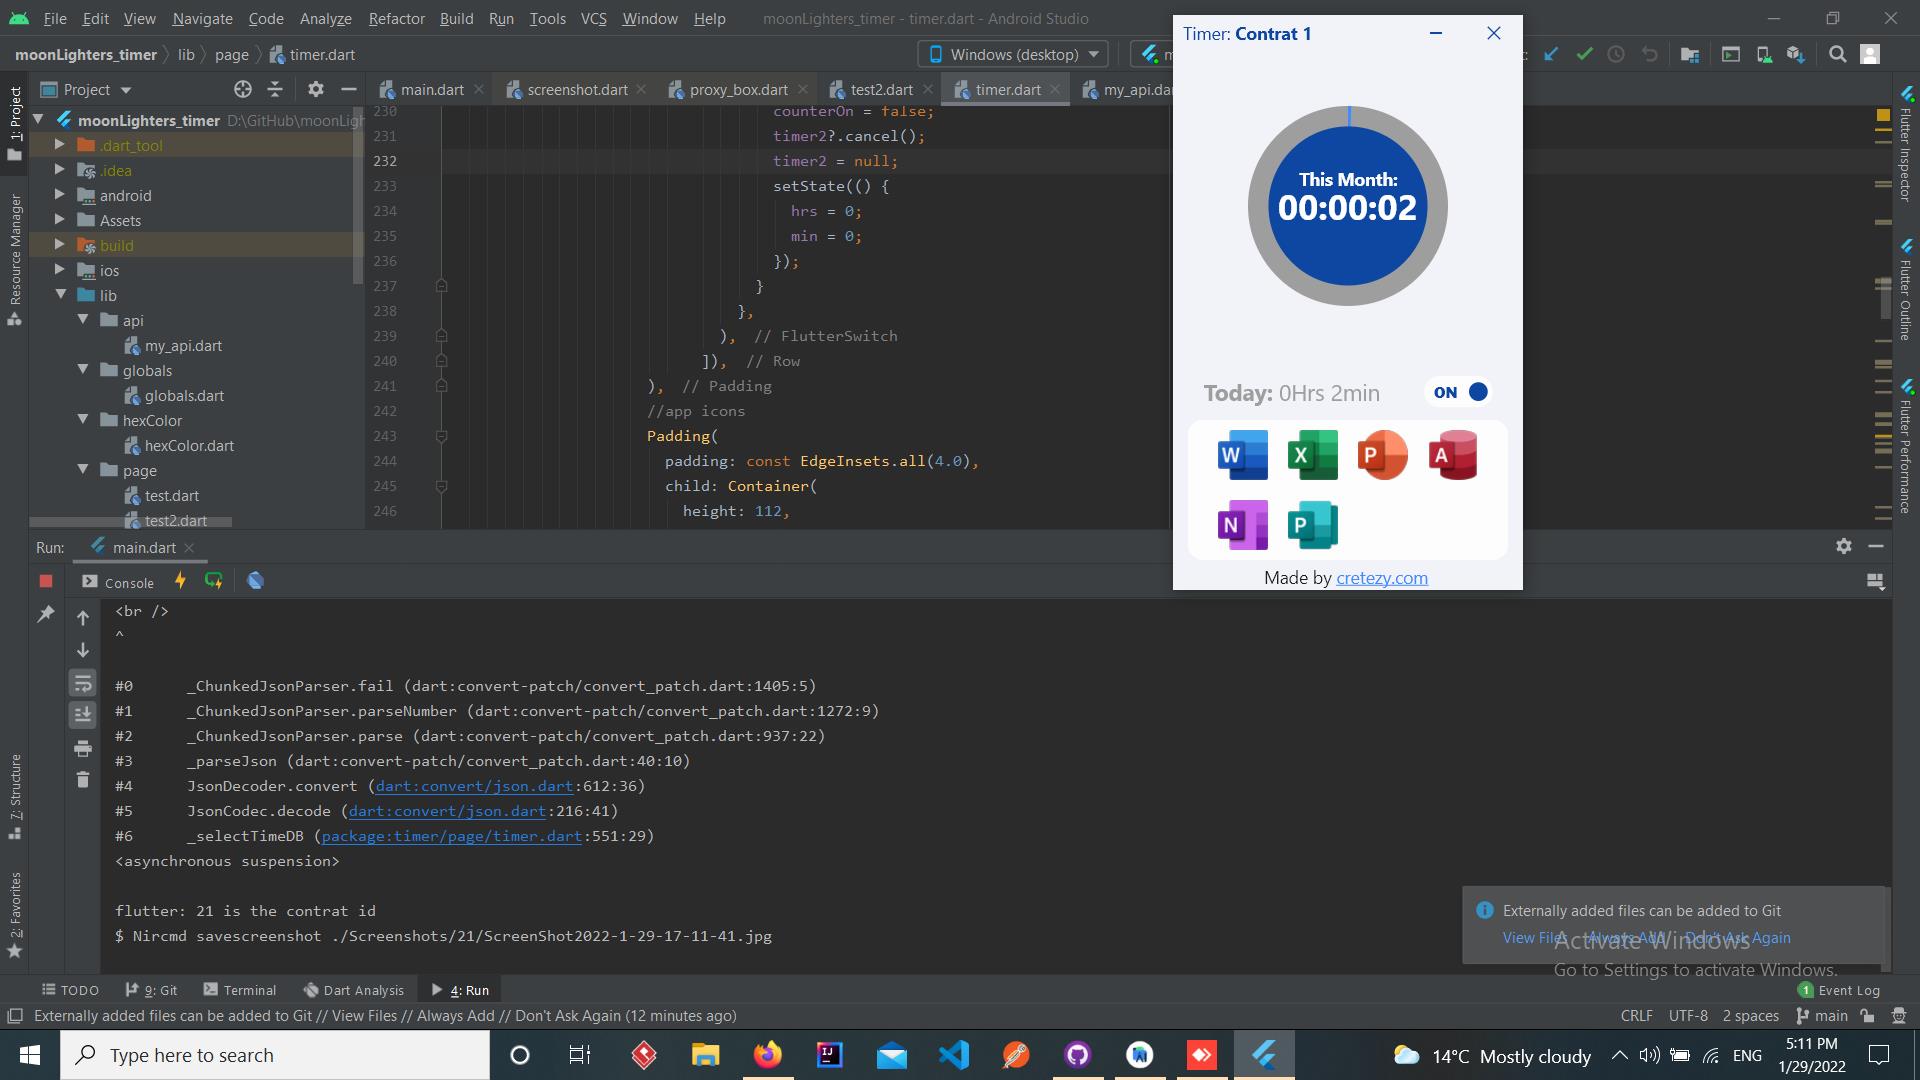 File Edit View Navigate Code Analyze Refactor Build Run Tools VCS Window Help moonLighters_timer - timer.dart - Android Studio
moonLighters_timer lib page timer.dart Windows (desktop)
Project main.dart screenshot.dart proxy_box.dart test2.dart timer.dart my_api.da
1: Project
Resource Manager
7: Structure
2: Favorites
moonLighters_timer D:\GitHub\moonLigh
.dart_tool
.idea
android
Assets
build
ios
lib
api
my_api.dart
globals
globals.dart
hexColor
hexColor.dart
page
test.dart
test2.dart
230 counterOn = false;
231 timer2?.cancel();
232 timer2 = null;
233 setState(() {
234 hrs = 0;
235 min = 0;
236 });
237 }
238 },
239 ), // FlutterSwitch
240 ]), // Row
241 ), // Padding
242 //app icons
243 Padding(
244 padding: const EdgeInsets.all(4.0),
245 child: Container(
246 height: 112,
Timer: Contrat 1
This Month:
00:00:02
Today: 0Hrs 2min ON
W X P A
N P
Made by cretezy.com
Flutter Inspector
Flutter Outline
Flutter Performance
Run: main.dart
Console
<br />
^
#0 _ChunkedJsonParser.fail (dart:convert-patch/convert_patch.dart:1405:5)
#1 _ChunkedJsonParser.parseNumber (dart:convert-patch/convert_patch.dart:1272:9)
#2 _ChunkedJsonParser.parse (dart:convert-patch/convert_patch.dart:937:22)
#3 _parseJson (dart:convert-patch/convert_patch.dart:40:10)
#4 JsonDecoder.convert (dart:convert/json.dart:612:36)
#5 JsonCodec.decode (dart:convert/json.dart:216:41)
#6 _selectTimeDB (package:timer/page/timer.dart:551:29)
<asynchronous suspension>
flutter: 21 is the contrat id
$ Nircmd savescreenshot ./Screenshots/21/ScreenShot2022-1-29-17-11-41.jpg
Externally added files can be added to Git
View Files Always Add Don't Ask Again
Activate Windows
Go to Settings to activate Windows.
TODO 9: Git Terminal Dart Analysis 4: Run 1 Event Log
Externally added files can be added to Git // View Files // Always Add // Don't Ask Again (12 minutes ago) CRLF UTF-8 2 spaces main
Type here to search 14°C Mostly cloudy ENG 5:11 PM
1/29/2022